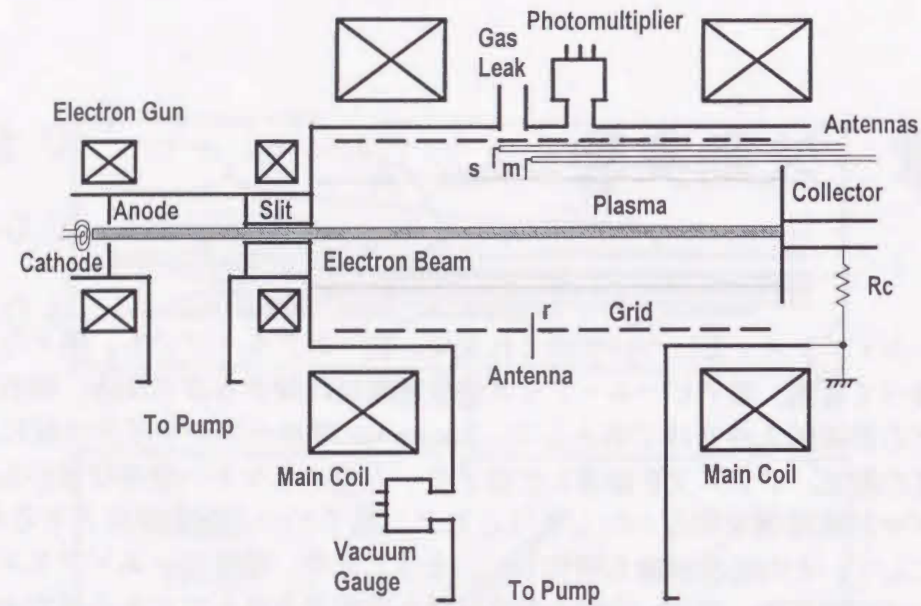 Photomultiplier
Gas
Leak
Electron Gun
Antennas
s m
Anode
Slit
Plasma
Collector
Cathode
Electron Beam
Rc
r
Grid
Antenna
To Pump
Main Coil
Main Coil
Vacuum
Gauge
To Pump